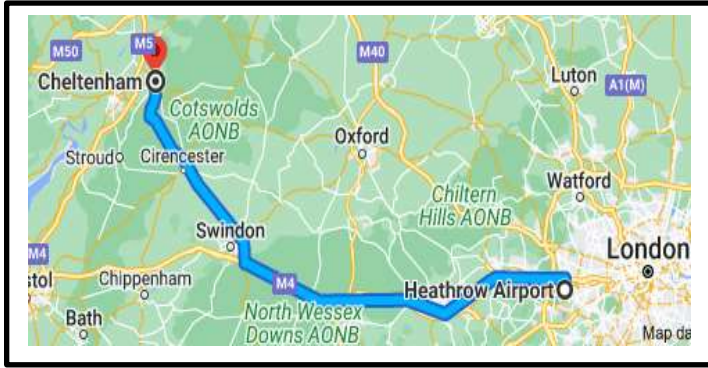 M50
M5
M40
Luton
A1(M)
Cheltenham
Cotswolds
AONB
Oxford
Stroud
Cirencester
Watford
Chiltern
Hills AONB
Swindon
London
M4
stol
Chippenham
M4
Heathrow Airport
North Wessex
Downs AONB
Bath
Map da